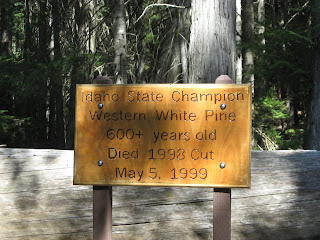 Idaho State Champion
Western White Pine
600+ years old
Died 1998 Cut
May 5, 1999